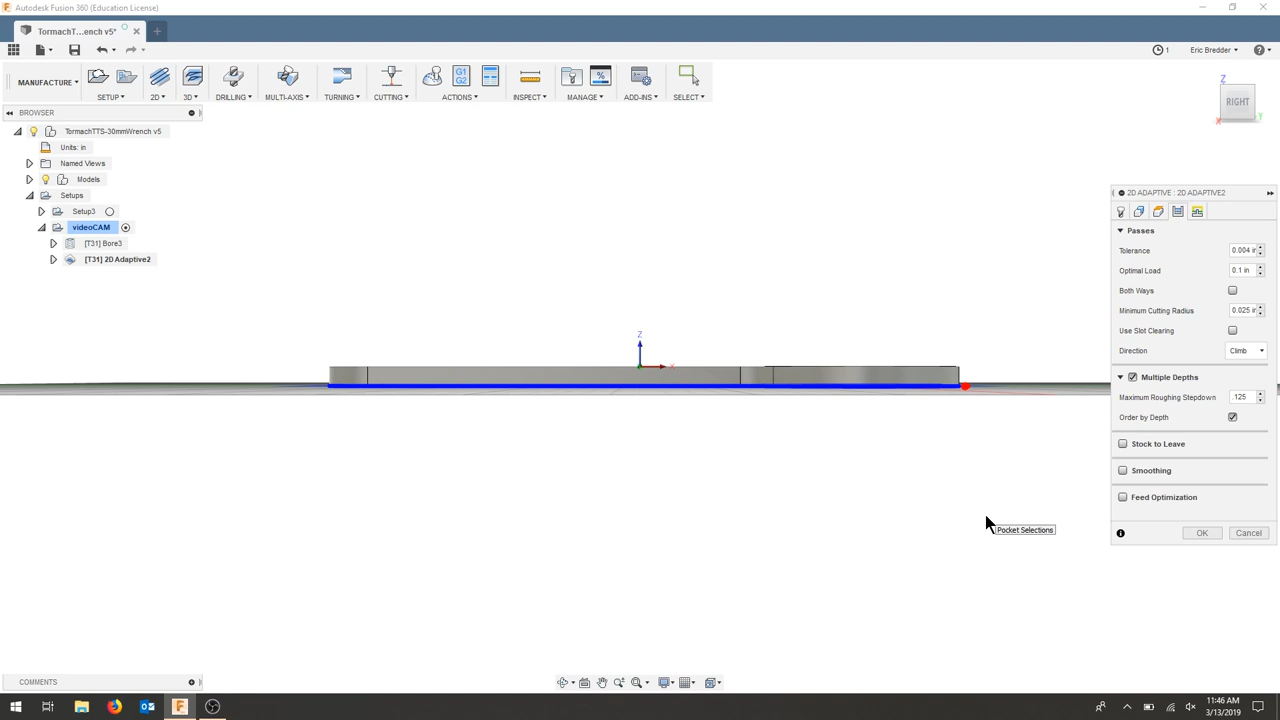 Autodesk Fusion 360 (Education License)
TormachT...ench v5*
1
Eric Bredder
MANUFACTURE
G1
G2
SETUP
2D
3D
DRILLING
MULTI-AXIS
TURNING
CUTTING
ACTIONS
INSPECT
MANAGE
ADD-INS
SELECT
BROWSER
TormachTTS-30mmWrench v5
Units: in
Named Views
Models
Setups
Setup3
videoCAM
[T31] Bore3
[T31] 2D Adaptive2
Z
RIGHT
X
Y
Z
X
2D ADAPTIVE : 2D ADAPTIVE2
Passes
Tolerance 0.004 in
Optimal Load 0.1 in
Both Ways
Minimum Cutting Radius 0.025 in
Use Slot Clearing
Direction Climb
Multiple Depths
Maximum Roughing Stepdown .125
Order by Depth
Stock to Leave
Smoothing
Feed Optimization
OK Cancel
Pocket Selections
COMMENTS
11:46 AM
3/13/2019